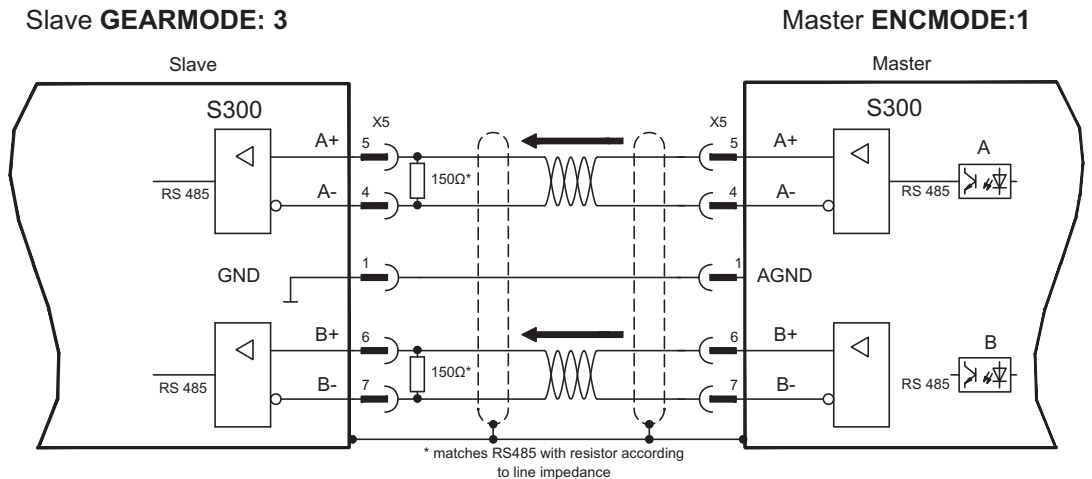 Slave GEARMODE: 3
Master ENCMODE:1
Slave
Master
S300
X5
X5
S300
A+
5
5
A+
A
RS 485
150Ω*
RS 485
A-
4
4
A-
GND
1
1
AGND
B+
6
6
B+
B
RS 485
150Ω*
RS 485
B-
7
7
B-
* matches RS485 with resistor according
to line impedance